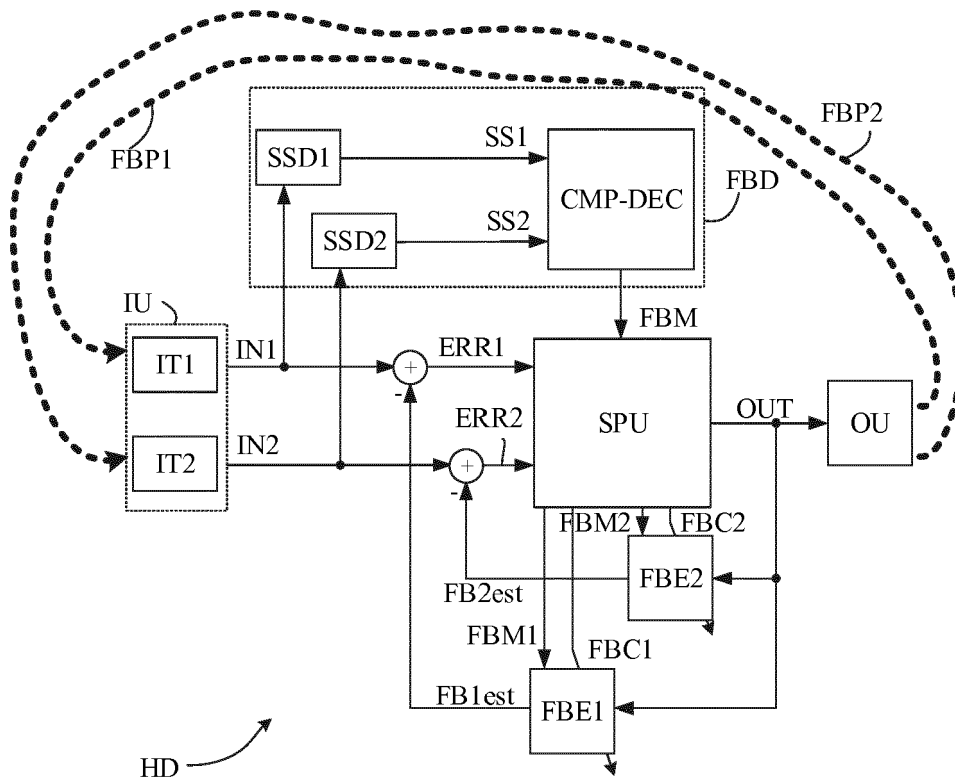 FBP2
FBP1
SS1
SSD1
CMP-DEC
FBD
SS2
SSD2
IU
FBM
IN1
ERR1
IT1
+
-
OUT
SPU
OU
ERR2
IN2
IT2
+
-
FBM2
FBC2
FBE2
FB2est
FBM1
FBC1
FB1est
FBE1
HD